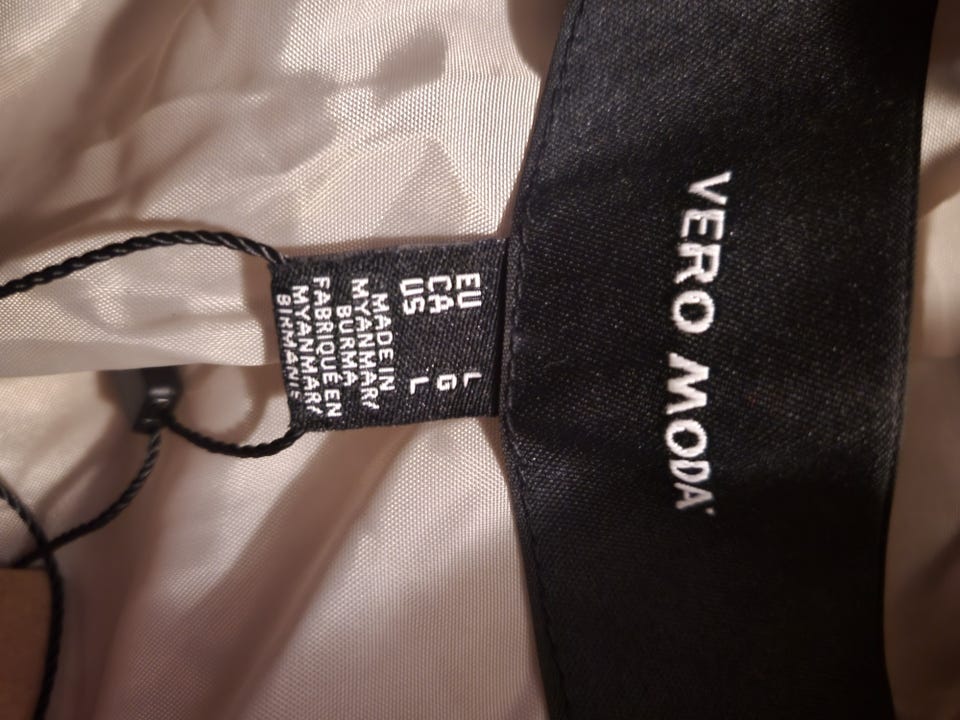 VERO MODA
EU L
CA G
US L
MADE IN
MYANMAR/
BURMA
FABRIQUÉ EN
MYANMAR/
BIRMANIE